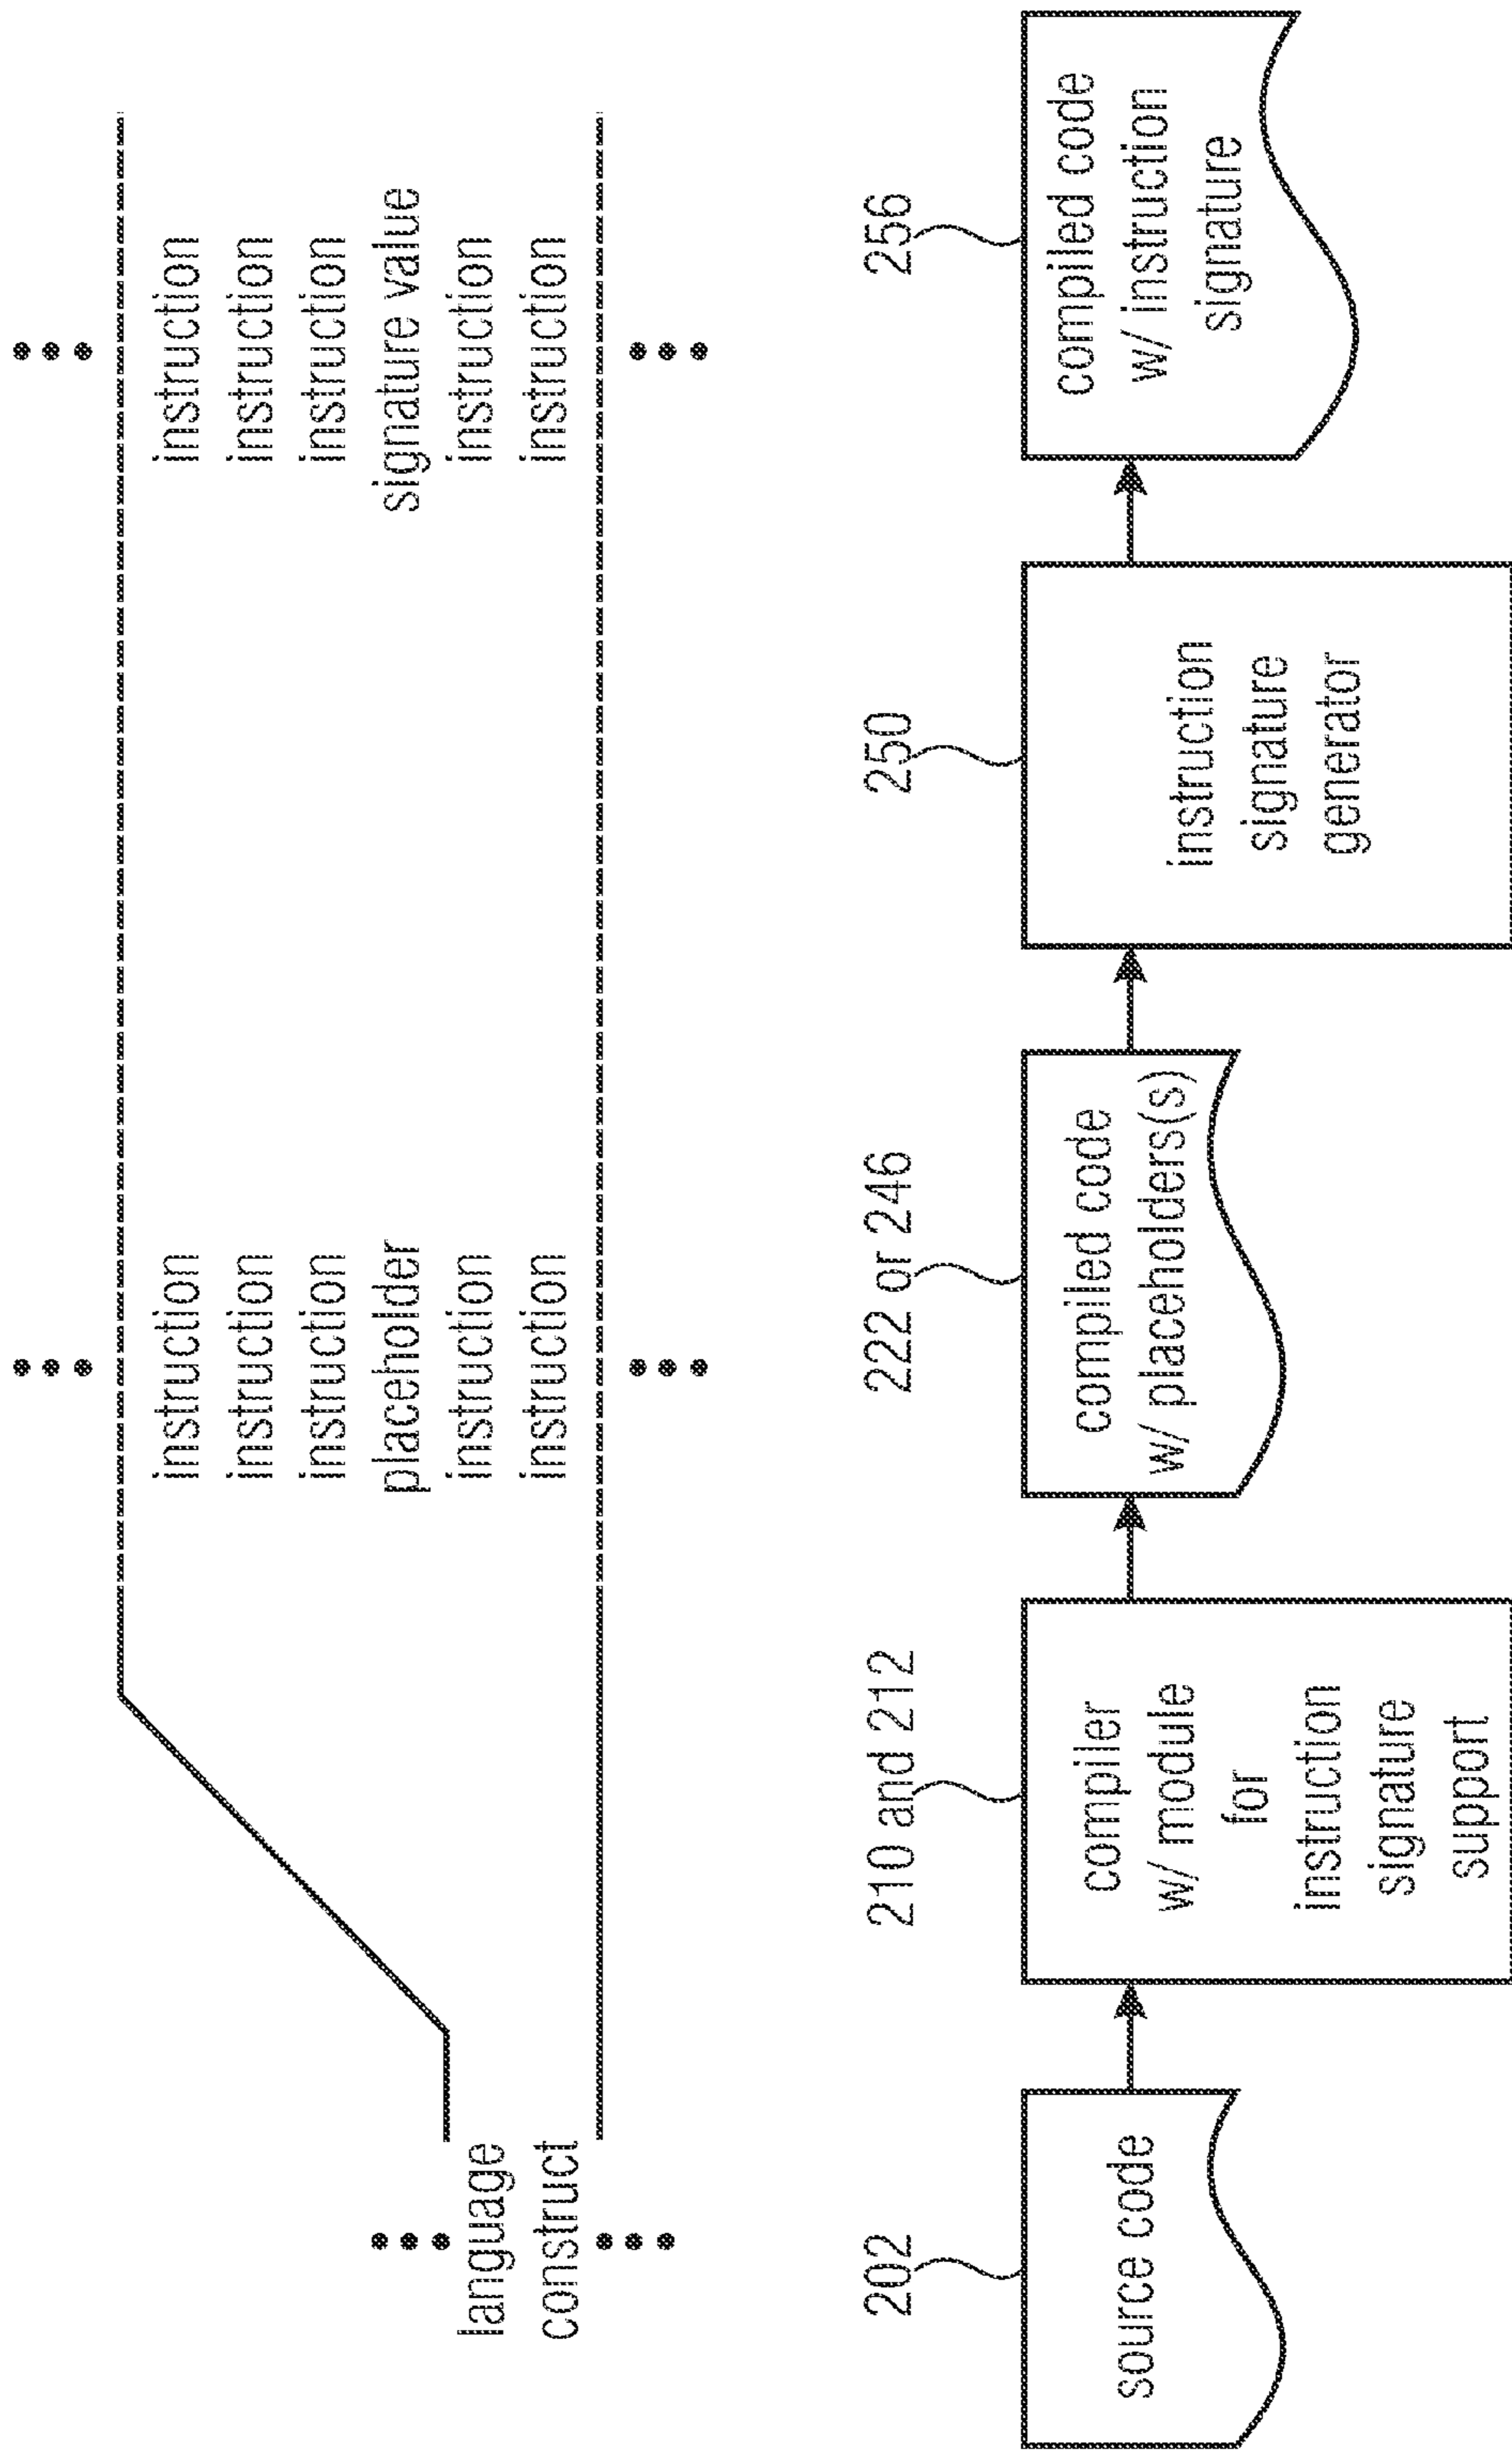 language
construct
instruction
instruction
instruction
placeholder
instruction
instruction
instruction
instruction
instruction
signature value
instruction
instruction
202
source code
210 and 212
compiler
w/ module
for
instruction
signature
support
222 or 246
compiled code
w/ placeholders(s)
250
instruction
signature
generator
256
compiled code
w/ instruction
signature